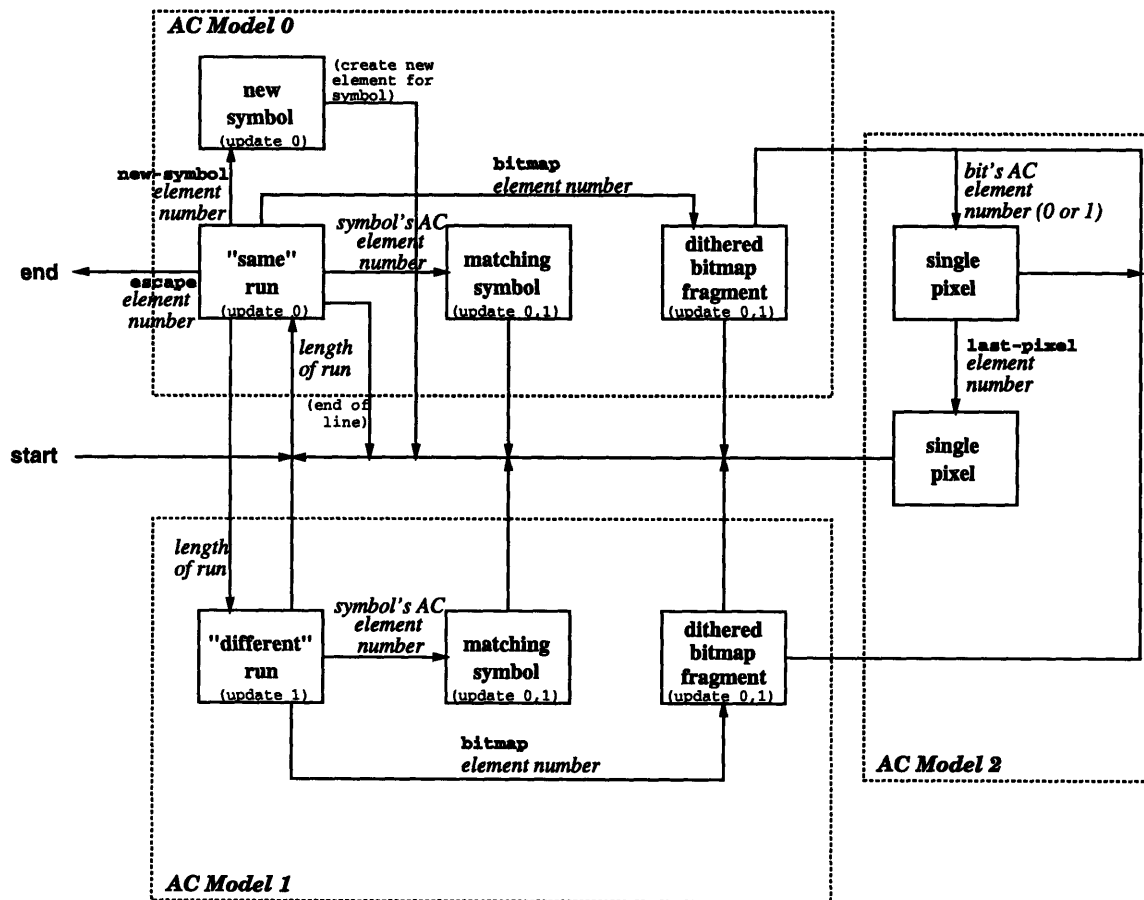 AC Model 0
new
symbol
(update 0)
(create new
element for
symbol)
new-symbol
element
number
bitmap
element number
"same"
run
(update 0)
symbol's AC
element
number
matching
symbol
(update 0,1)
dithered
bitmap
fragment
(update 0,1)
end
escape
element
number
length
of run
(end of
line)
bit's AC
element
number (0 or 1)
single
pixel
last-pixel
element
number
single
pixel
start
length
of run
"different"
run
(update 1)
symbol's AC
element
number
matching
symbol
(update 0,1)
dithered
bitmap
fragment
(update 0,1)
bitmap
element number
AC Model 2
AC Model 1